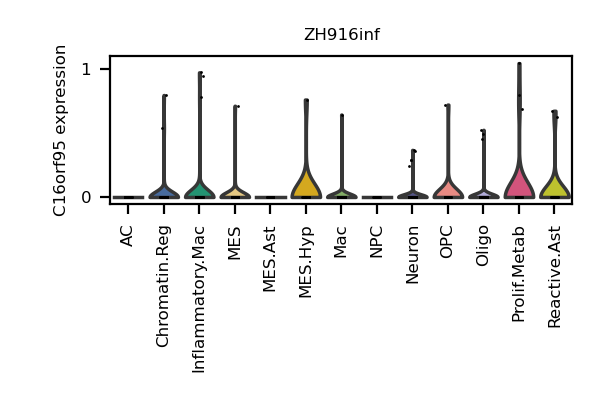 ZH916inf
C16orf95 expression
1
0
AC
Chromatin.Reg
Inflammatory.Mac
MES
MES.Ast
MES.Hyp
Mac
NPC
Neuron
OPC
Oligo
Prolif.Metab
Reactive.Ast